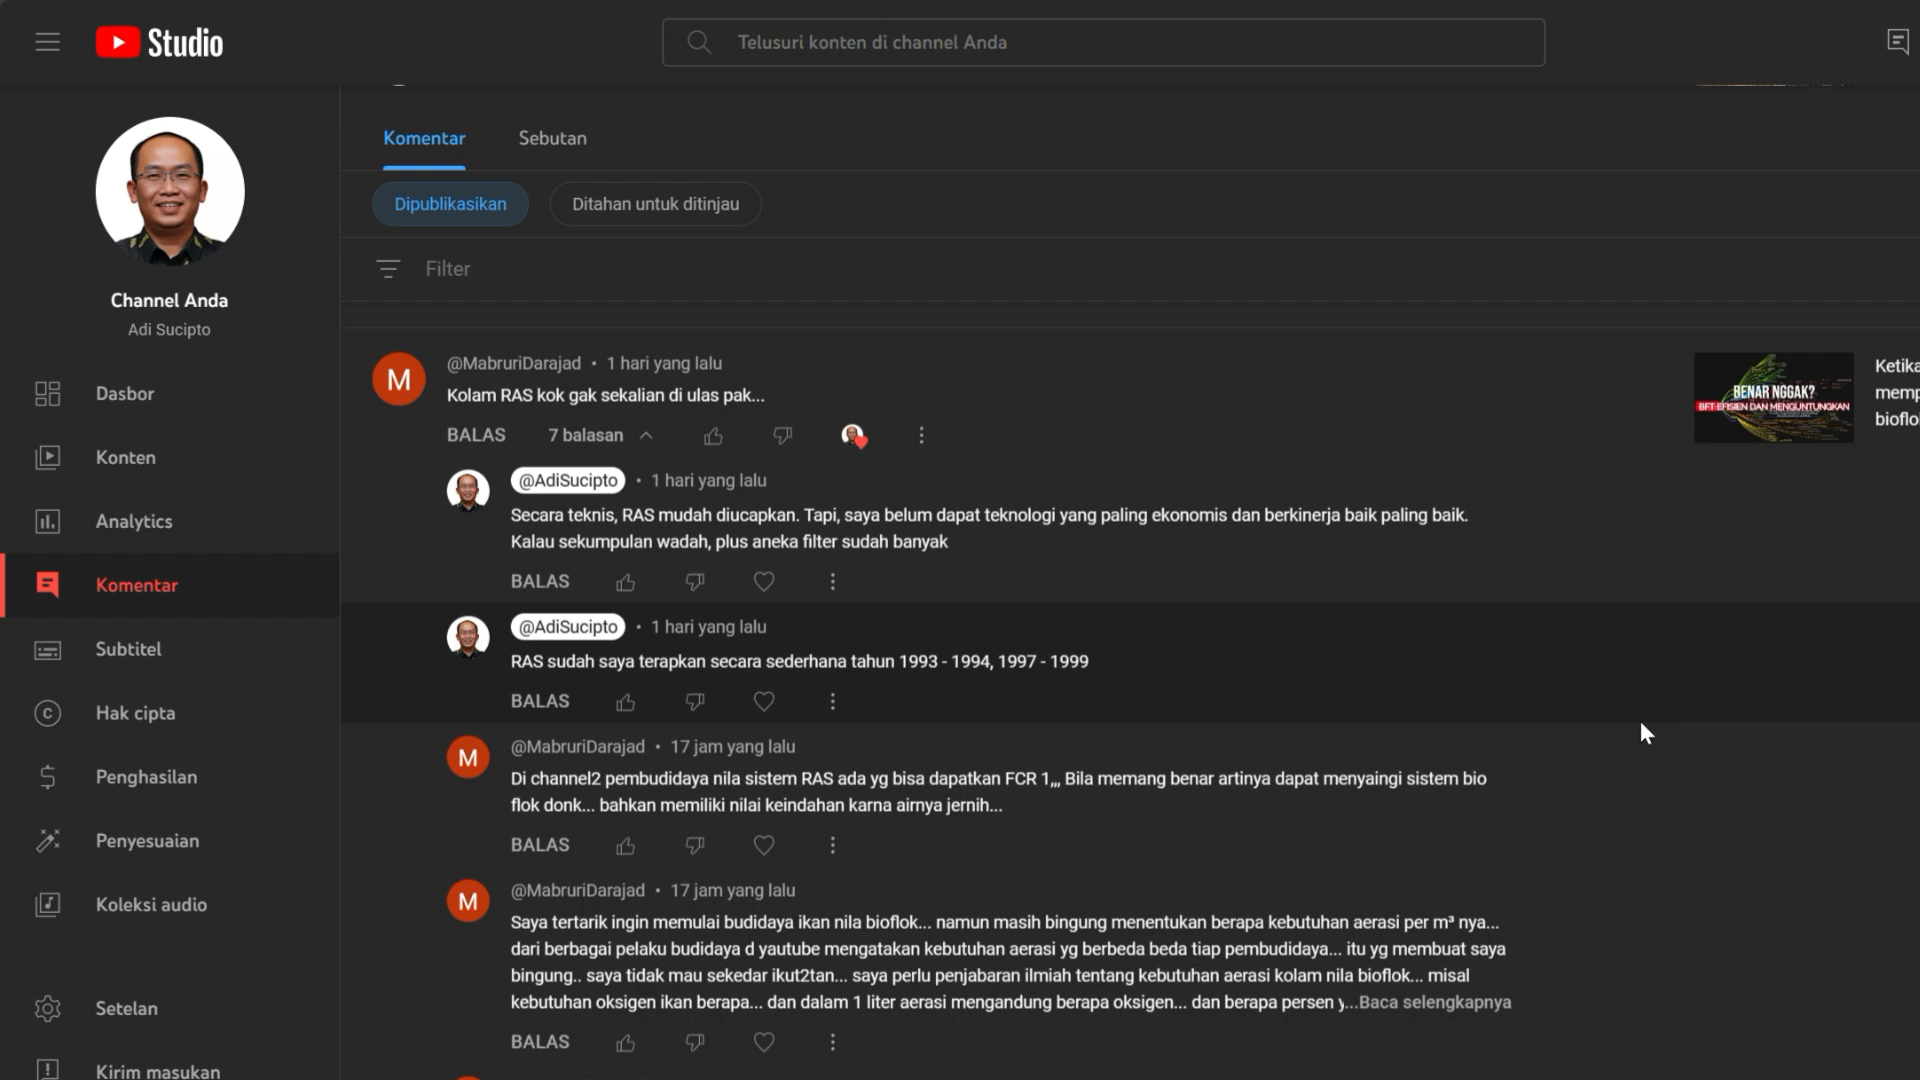 Studio
Telusuri konten di channel Anda
Channel Anda
Adi Sucipto
Dasbor
Konten
Analytics
Komentar
Subtitel
Hak cipta
Penghasilan
Penyesuaian
Koleksi audio
Setelan
Kirim masukan
Komentar
Sebutan
Dipublikasikan
Ditahan untuk ditinjau
Filter
M
@MabruriDarajad • 1 hari yang lalu
Kolam RAS kok gak sekalian di ulas pak...
BALAS 7 balasan
BENAR NGGAK?
BFT EFISIEN DAN MENGUNTUNGKAN
Ketika
memp
bioflo
@AdiSucipto • 1 hari yang lalu
Secara teknis, RAS mudah diucapkan. Tapi, saya belum dapat teknologi yang paling ekonomis dan berkinerja baik paling baik.
Kalau sekumpulan wadah, plus aneka filter sudah banyak
BALAS
@AdiSucipto • 1 hari yang lalu
RAS sudah saya terapkan secara sederhana tahun 1993 - 1994, 1997 - 1999
BALAS
M
@MabruriDarajad • 17 jam yang lalu
Di channel2 pembudidaya nila sistem RAS ada yg bisa dapatkan FCR 1,,, Bila memang benar artinya dapat menyaingi sistem bio
flok donk... bahkan memiliki nilai keindahan karna airnya jernih...
BALAS
M
@MabruriDarajad • 17 jam yang lalu
Saya tertarik ingin memulai budidaya ikan nila bioflok... namun masih bingung menentukan berapa kebutuhan aerasi per m³ nya...
dari berbagai pelaku budidaya d yautube mengatakan kebutuhan aerasi yg berbeda beda tiap pembudidaya... itu yg membuat saya
bingung.. saya tidak mau sekedar ikut2tan... saya perlu penjabaran ilmiah tentang kebutuhan aerasi kolam nila bioflok... misal
kebutuhan oksigen ikan berapa... dan dalam 1 liter aerasi mengandung berapa oksigen... dan berapa persen y...Baca selengkapnya
BALAS